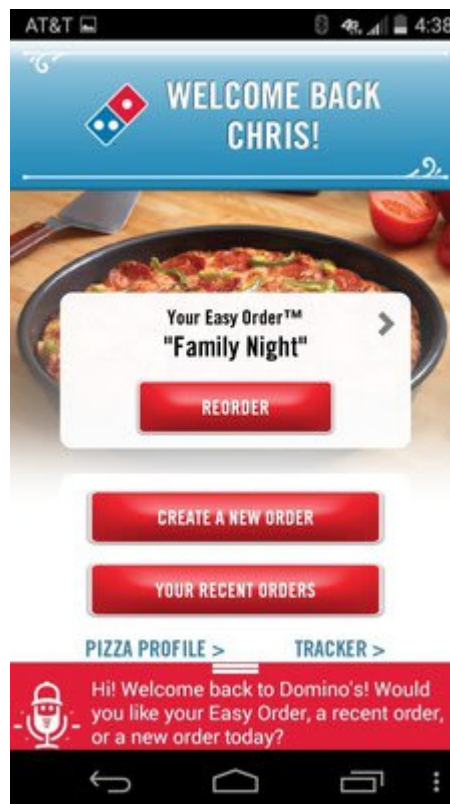 AT&T 4G 4:38
WELCOME BACK
CHRIS!
Your Easy Order™
"Family Night"
REORDER
CREATE A NEW ORDER
YOUR RECENT ORDERS
PIZZA PROFILE > TRACKER >
Hi! Welcome back to Domino's! Would
you like your Easy Order, a recent order,
or a new order today?